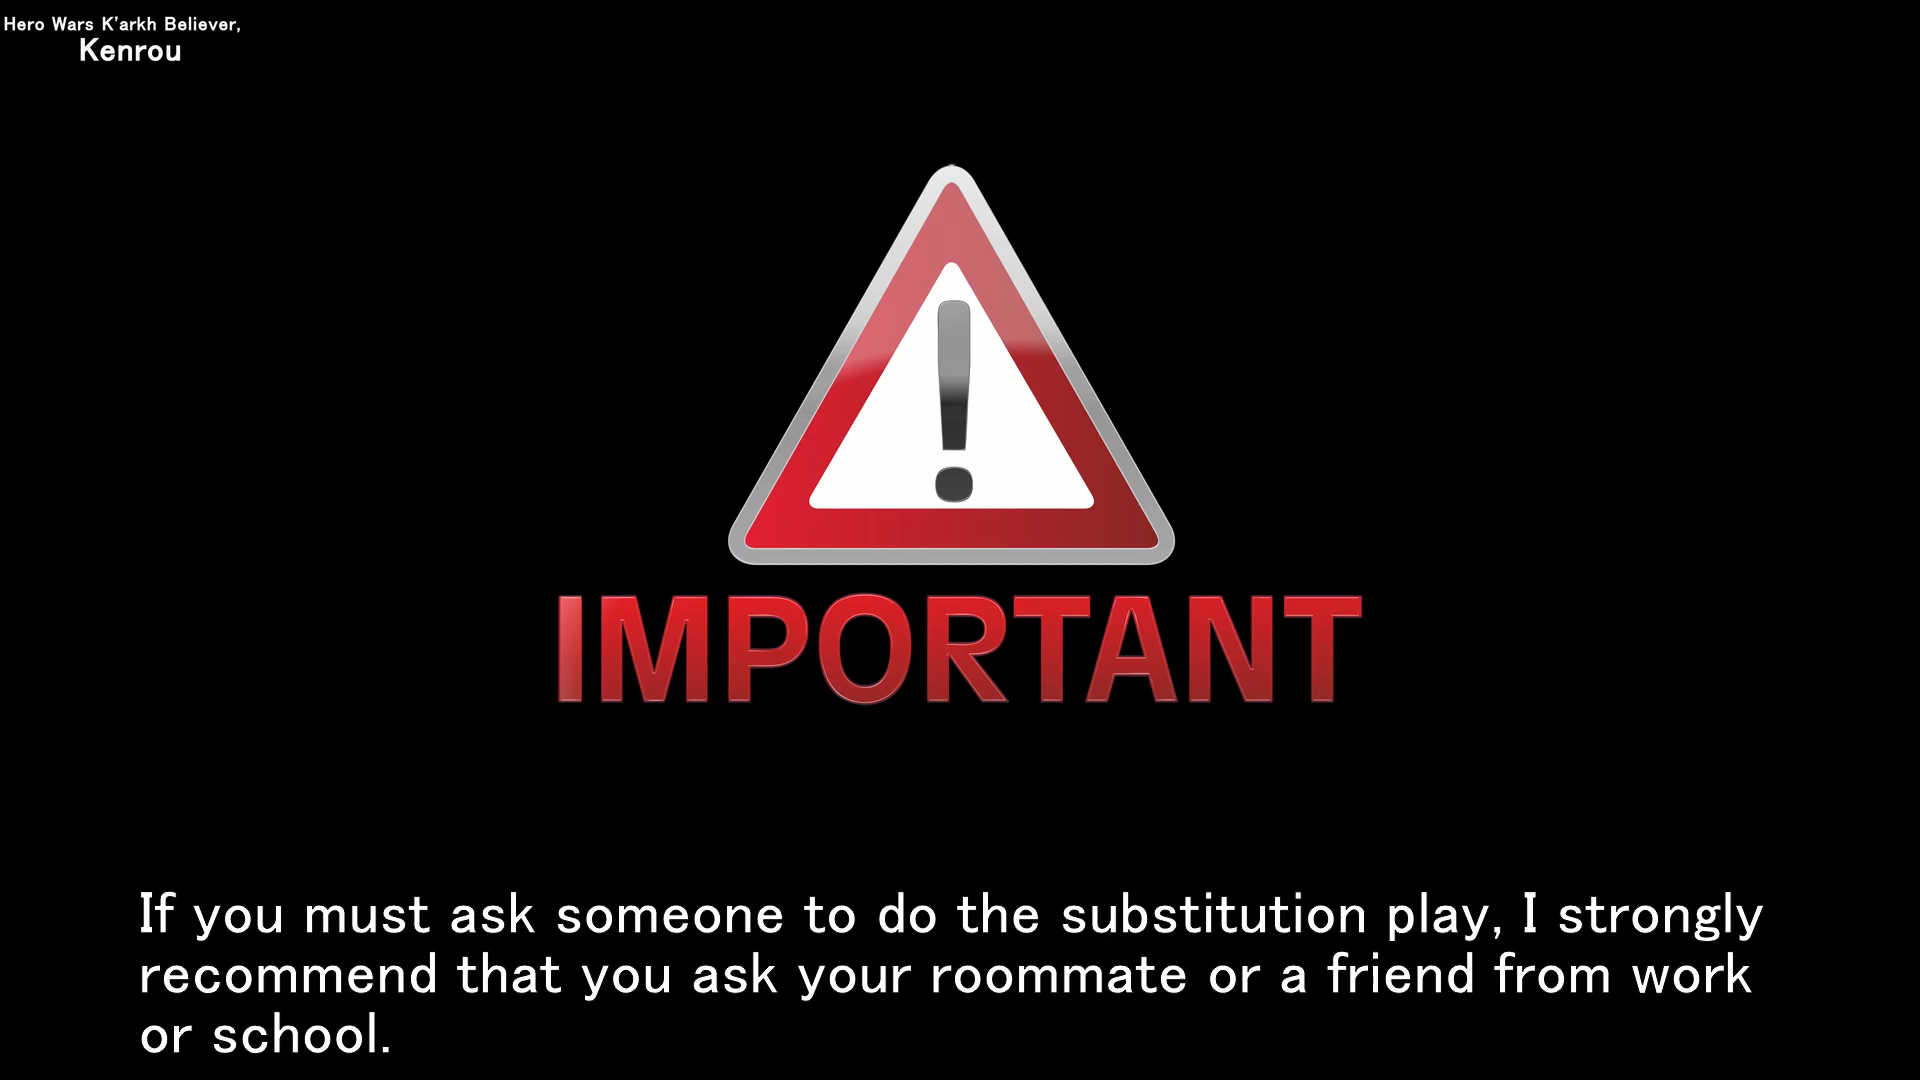 Hero Wars K'arkh Believer,
Kenrou
!
IMPORTANT
If you must ask someone to do the substitution play, I strongly
recommend that you ask your roommate or a friend from work
or school.